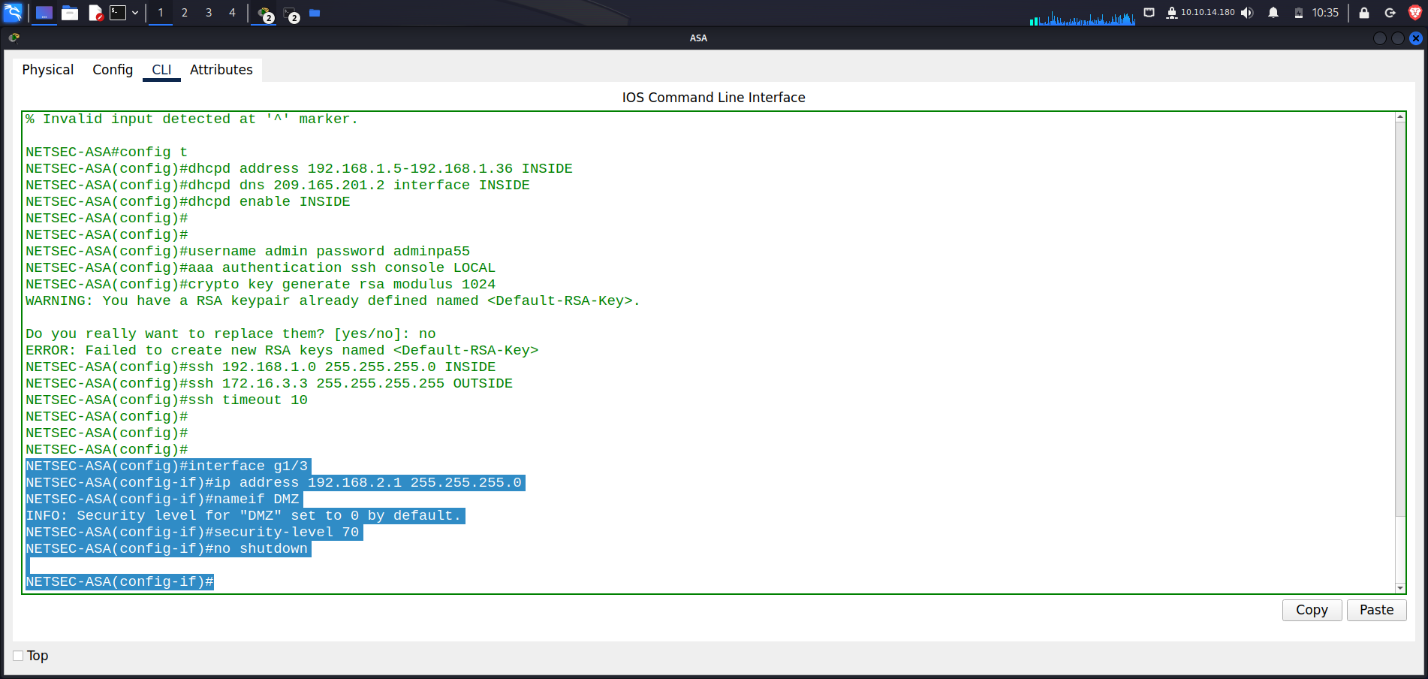 1 2 3 4 2 2 10.10.14.180 10:35
ASA
Physical Config CLI Attributes
IOS Command Line Interface
% Invalid input detected at '^' marker.
NETSEC-ASA#config t
NETSEC-ASA(config)#dhcpd address 192.168.1.5-192.168.1.36 INSIDE
NETSEC-ASA(config)#dhcpd dns 209.165.201.2 interface INSIDE
NETSEC-ASA(config)#dhcpd enable INSIDE
NETSEC-ASA(config)#
NETSEC-ASA(config)#
NETSEC-ASA(config)#username admin password adminpa55
NETSEC-ASA(config)#aaa authentication ssh console LOCAL
NETSEC-ASA(config)#crypto key generate rsa modulus 1024
WARNING: You have a RSA keypair already defined named <Default-RSA-Key>.
Do you really want to replace them? [yes/no]: no
ERROR: Failed to create new RSA keys named <Default-RSA-Key>
NETSEC-ASA(config)#ssh 192.168.1.0 255.255.255.0 INSIDE
NETSEC-ASA(config)#ssh 172.16.3.3 255.255.255.255 OUTSIDE
NETSEC-ASA(config)#ssh timeout 10
NETSEC-ASA(config)#
NETSEC-ASA(config)#
NETSEC-ASA(config)#
NETSEC-ASA(config)#interface g1/3
NETSEC-ASA(config-if)#ip address 192.168.2.1 255.255.255.0
NETSEC-ASA(config-if)#nameif DMZ
INFO: Security level for "DMZ" set to 0 by default.
NETSEC-ASA(config-if)#security-level 70
NETSEC-ASA(config-if)#no shutdown
NETSEC-ASA(config-if)#
Copy Paste
Top